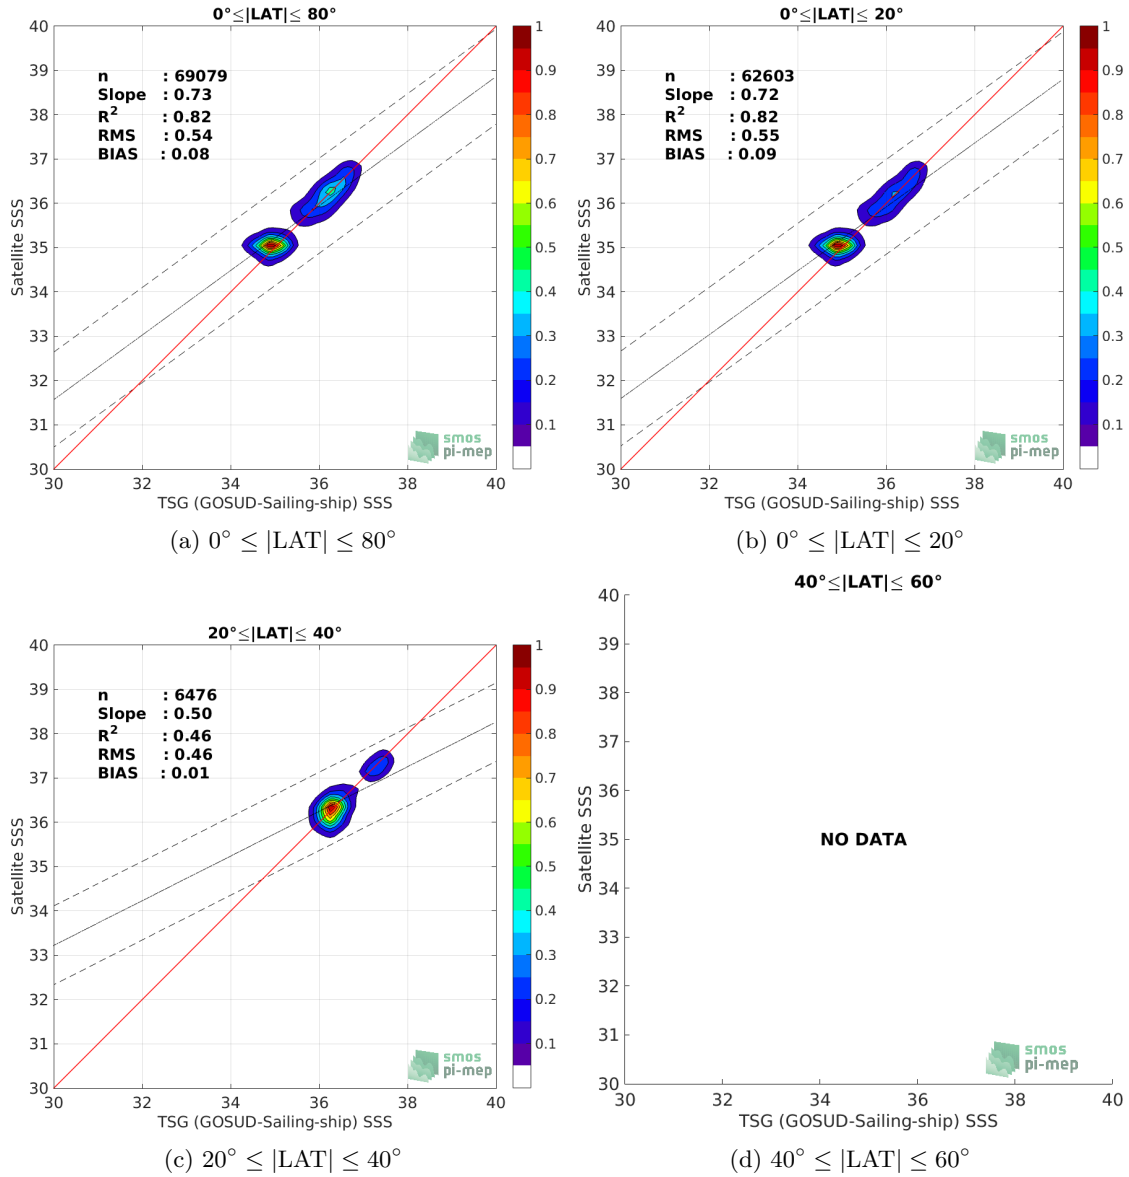 0°≤|LAT|≤ 80°
n : 69079
Slope : 0.73
R² : 0.82
RMS : 0.54
BIAS : 0.08
40
39
38
37
36
35
34
33
32
31
30
Satellite SSS
30 32 34 36 38 40
TSG (GOSUD-Sailing-ship) SSS
1
0.9
0.8
0.7
0.6
0.5
0.4
0.3
0.2
0.1
smos
pi-mep
(a) 0° ≤ |LAT| ≤ 80°
0°≤|LAT|≤ 20°
n : 62603
Slope : 0.72
R² : 0.82
RMS : 0.55
BIAS : 0.09
40
39
38
37
36
35
34
33
32
31
30
Satellite SSS
30 32 34 36 38 40
TSG (GOSUD-Sailing-ship) SSS
1
0.9
0.8
0.7
0.6
0.5
0.4
0.3
0.2
0.1
smos
pi-mep
(b) 0° ≤ |LAT| ≤ 20°
20°≤|LAT|≤ 40°
n : 6476
Slope : 0.50
R² : 0.46
RMS : 0.46
BIAS : 0.01
40
39
38
37
36
35
34
33
32
31
30
Satellite SSS
30 32 34 36 38 40
TSG (GOSUD-Sailing-ship) SSS
1
0.9
0.8
0.7
0.6
0.5
0.4
0.3
0.2
0.1
smos
pi-mep
(c) 20° ≤ |LAT| ≤ 40°
40°≤|LAT|≤ 60°
40
39
38
37
36
35
34
33
32
31
30
Satellite SSS
NO DATA
30 32 34 36 38 40
TSG (GOSUD-Sailing-ship) SSS
smos
pi-mep
(d) 40° ≤ |LAT| ≤ 60°